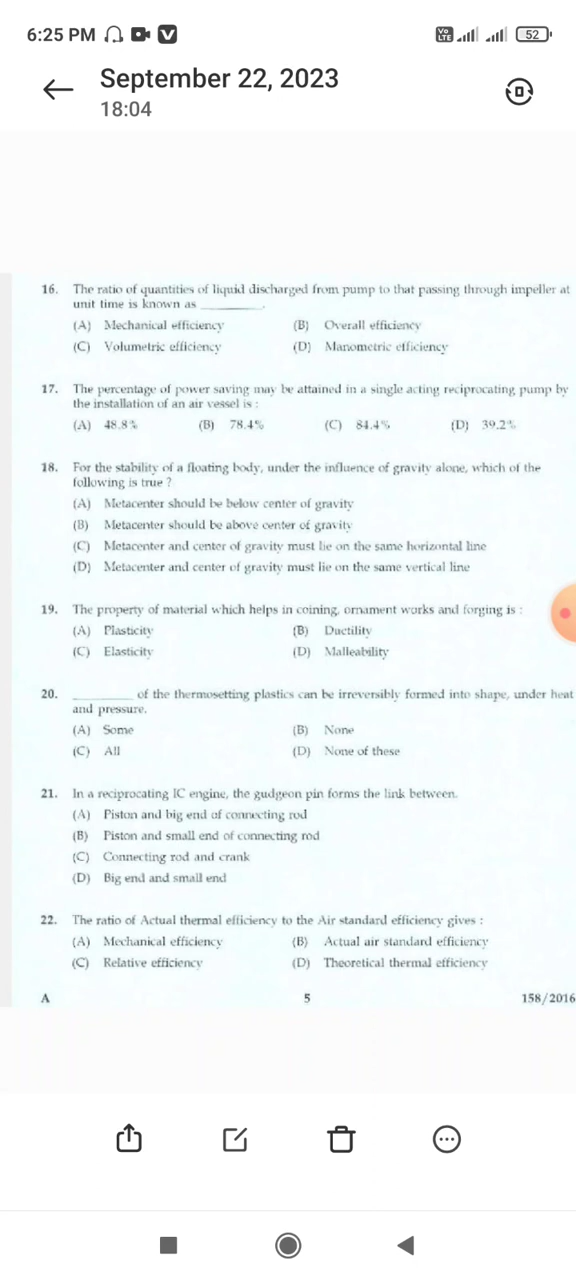 6:25 PM
Vo LTE 52
September 22, 2023
18:04
16. The ratio of quantities of liquid discharged from pump to that passing through impeller at
unit time is known as ________.
(A) Mechanical efficiency (B) Overall efficiency
(C) Volumetric efficiency (D) Manometric efficiency
17. The percentage of power saving may be attained in a single acting reciprocating pump by
the installation of an air vessel is :
(A) 48.8% (B) 78.4% (C) 84.4% (D) 39.2%
18. For the stability of a floating body, under the influence of gravity alone, which of the
following is true ?
(A) Metacenter should be below center of gravity
(B) Metacenter should be above center of gravity
(C) Metacenter and center of gravity must lie on the same horizontal line
(D) Metacenter and center of gravity must lie on the same vertical line
19. The property of material which helps in coining, ornament works and forging is :
(A) Plasticity (B) Ductility
(C) Elasticity (D) Malleability
20. ________ of the thermosetting plastics can be irreversibly formed into shape, under heat
and pressure.
(A) Some (B) None
(C) All (D) None of these
21. In a reciprocating IC engine, the gudgeon pin forms the link between.
(A) Piston and big end of connecting rod
(B) Piston and small end of connecting rod
(C) Connecting rod and crank
(D) Big end and small end
22. The ratio of Actual thermal efficiency to the Air standard efficiency gives :
(A) Mechanical efficiency (B) Actual air standard efficiency
(C) Relative efficiency (D) Theoretical thermal efficiency
A 5 158/2016